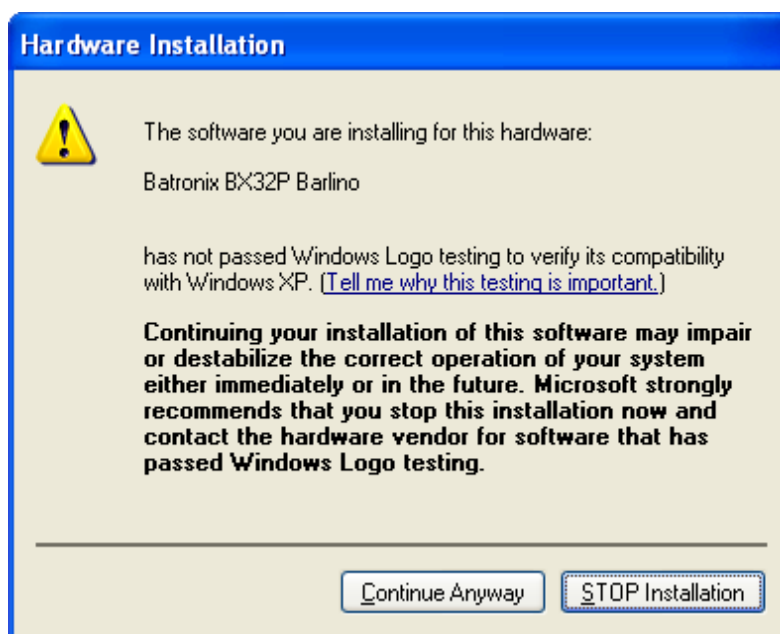 Hardware Installation
The software you are installing for this hardware:
Batronix BX32P Barlino
has not passed Windows Logo testing to verify its compatibility
with Windows XP. (Tell me why this testing is important.)
Continuing your installation of this software may impair
or destabilize the correct operation of your system
either immediately or in the future. Microsoft strongly
recommends that you stop this installation now and
contact the hardware vendor for software that has
passed Windows Logo testing.
Continue Anyway STOP Installation